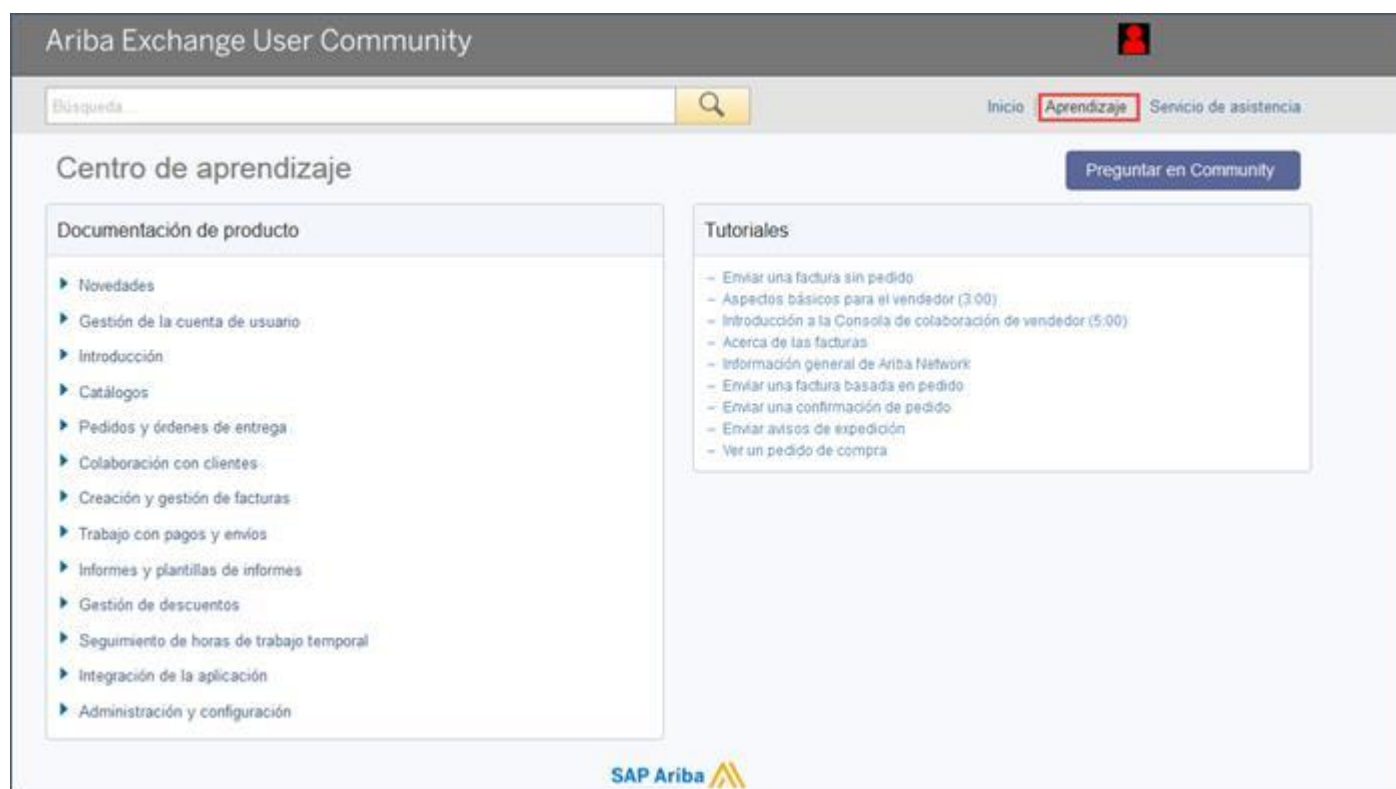 Ariba Exchange User Community
Búsqueda...
Inicio
Aprendizaje
Servicio de asistencia
Centro de aprendizaje
Preguntar en Community
Documentación de producto
Novedades
Gestión de la cuenta de usuario
Introducción
Catálogos
Pedidos y órdenes de entrega
Colaboración con clientes
Creación y gestión de facturas
Trabajo con pagos y envíos
Informes y plantillas de informes
Gestión de descuentos
Seguimiento de horas de trabajo temporal
Integración de la aplicación
Administración y configuración
Tutoriales
– Enviar una factura sin pedido
– Aspectos básicos para el vendedor (3:00)
– Introducción a la Consola de colaboración de vendedor (5:00)
– Acerca de las facturas
– Información general de Ariba Network
– Enviar una factura basada en pedido
– Enviar una confirmación de pedido
– Enviar avisos de expedición
– Ver un pedido de compra
SAP Ariba